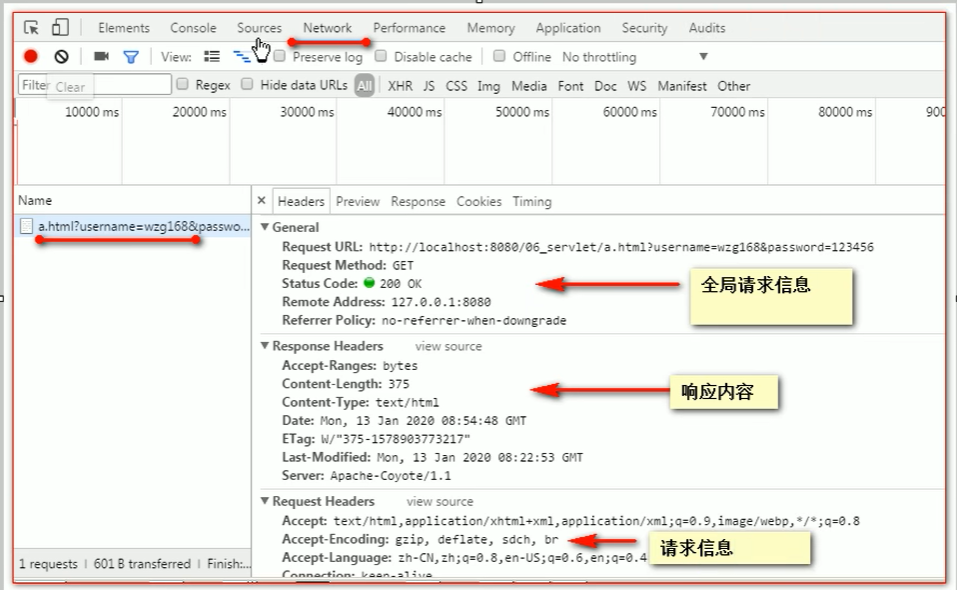 Elements Console Sources Network Performance Memory Application Security Audits
View: Preserve log Disable cache Offline No throttling
Filter Clear Regex Hide data URLs All XHR JS CSS Img Media Font Doc WS Manifest Other
10000 ms 20000 ms 30000 ms 40000 ms 50000 ms 60000 ms 70000 ms 80000 ms 900
Name
× Headers Preview Response Cookies Timing
a.html?username=wzg168&passwo...
General
Request URL: http://localhost:8080/06_servlet/a.html?username=wzg168&password=123456
Request Method: GET
Status Code: 200 OK
Remote Address: 127.0.0.1:8080
Referrer Policy: no-referrer-when-downgrade
全局请求信息
Response Headers view source
Accept-Ranges: bytes
Content-Length: 375
Content-Type: text/html
Date: Mon, 13 Jan 2020 08:54:48 GMT
ETag: W/"375-1578903773217"
Last-Modified: Mon, 13 Jan 2020 08:22:53 GMT
Server: Apache-Coyote/1.1
响应内容
Request Headers view source
Accept: text/html,application/xhtml+xml,application/xml;q=0.9,image/webp,*/*;q=0.8
Accept-Encoding: gzip, deflate, sdch, br
Accept-Language: zh-CN,zh;q=0.8,en-US;q=0.6,en;q=0.4
Connection: keep-alive
请求信息
1 requests | 601 B transferred | Finish:...